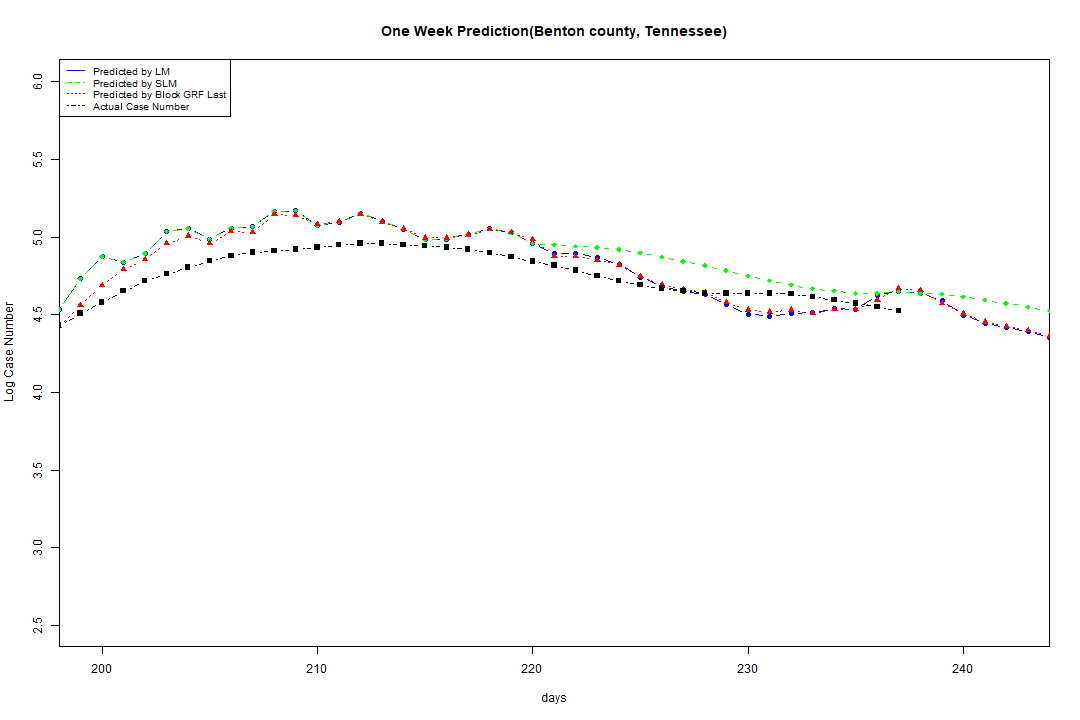 One Week Prediction(Benton county, Tennessee)
Predicted by LM
Predicted by SLM
Predicted by Block GRF Last
Actual Case Number
6.0
5.5
5.0
4.5
4.0
3.5
3.0
2.5
Log Case Number
200 210 220 230 240
days